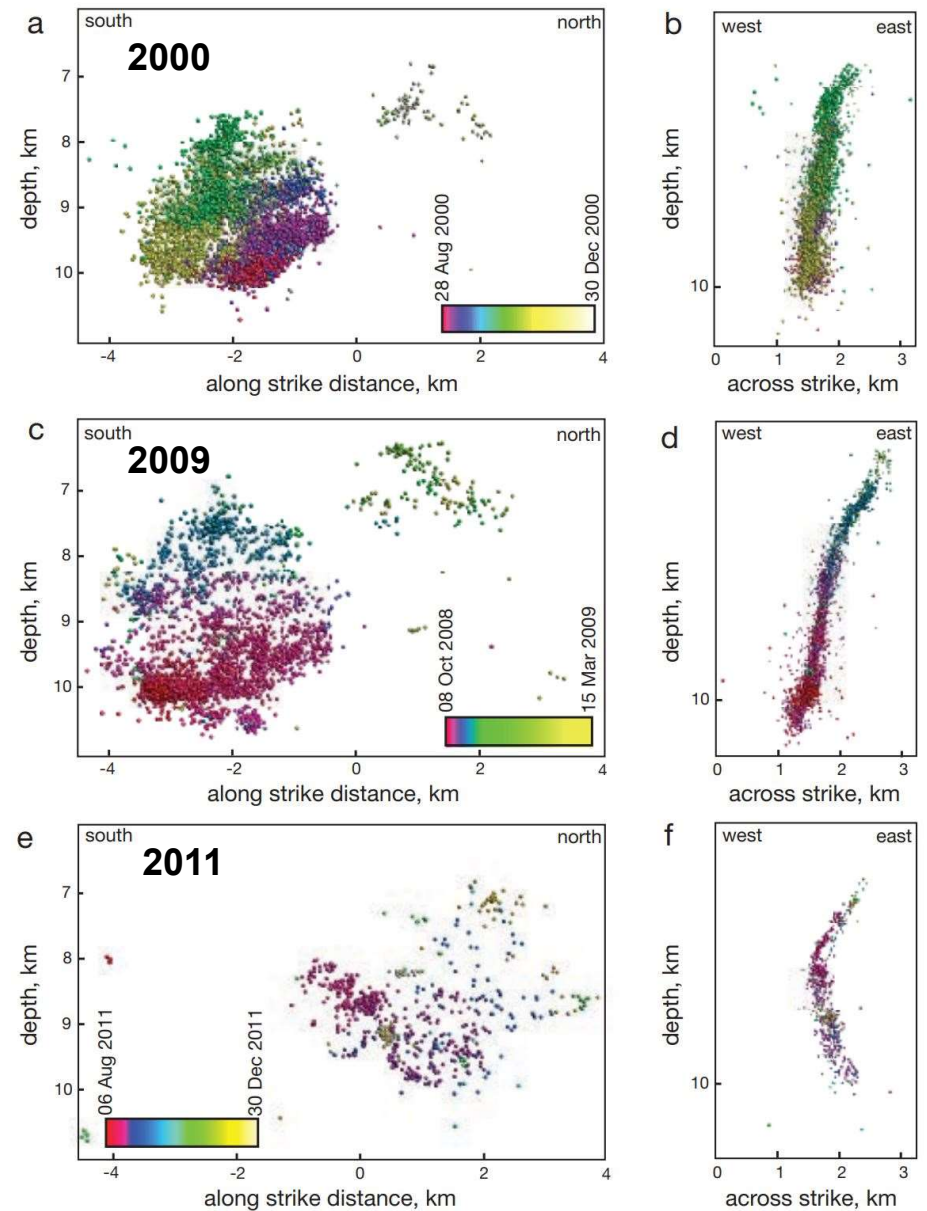 a
south
north
2000
7
8
9
10
depth, km
28 Aug 2000
30 Dec 2000
-4
-2
0
2
4
along strike distance, km
b
west
east
depth, km
10
0
1
2
3
across strike, km
c
south
north
2009
7
8
9
10
depth, km
08 Oct 2008
15 Mar 2009
-4
-2
0
2
4
along strike distance, km
d
west
east
depth, km
10
0
1
2
3
across strike, km
e
south
north
2011
7
8
9
10
depth, km
06 Aug 2011
30 Dec 2011
-4
-2
0
2
4
along strike distance, km
f
west
east
depth, km
10
0
1
2
3
across strike, km